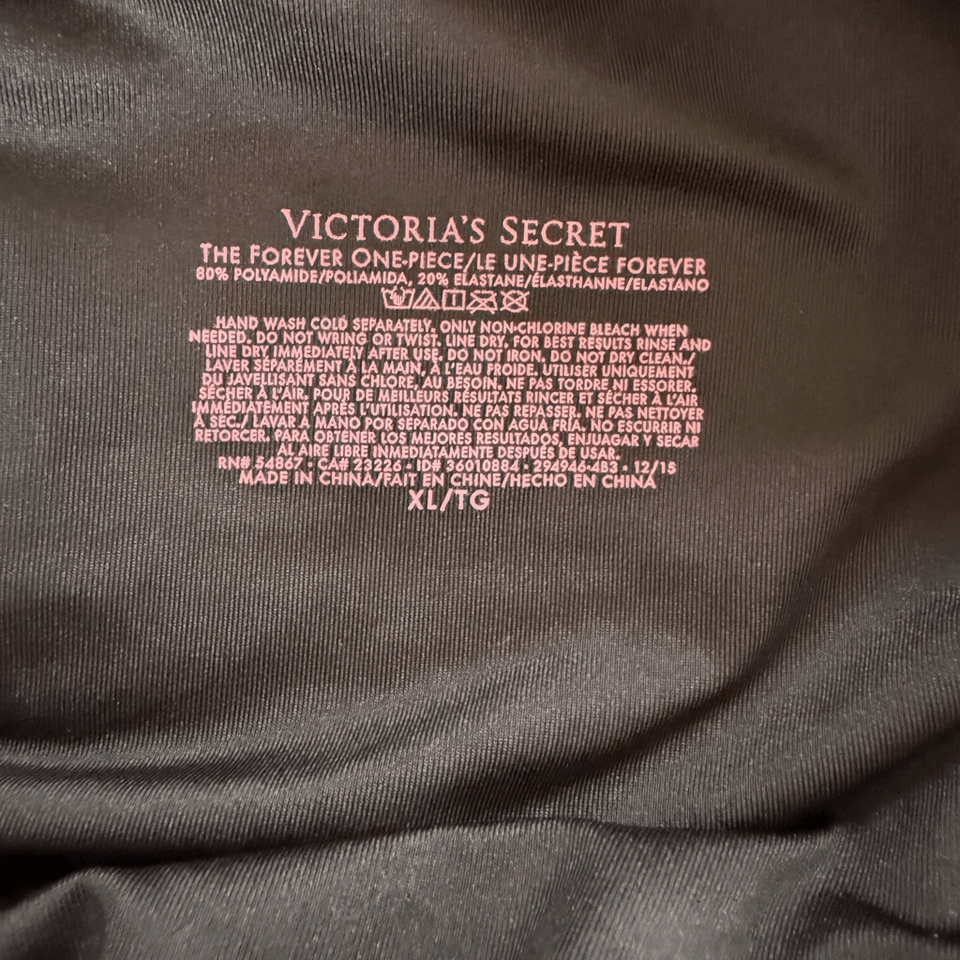 VICTORIA'S SECRET
THE FOREVER ONE-PIECE/LE UNE-PIÈCE FOREVER
80% POLYAMIDE/POLIAMIDA, 20% ELASTANE/ÉLASTHANNE/ELASTANO
HAND WASH COLD SEPARATELY. ONLY NON-CHLORINE BLEACH WHEN
NEEDED. DO NOT WRING OR TWIST. LINE DRY. FOR BEST RESULTS RINSE AND
LINE DRY IMMEDIATELY AFTER USE. DO NOT IRON. DO NOT DRY CLEAN./
LAVER SÉPARÉMENT À LA MAIN, À L'EAU FROIDE. UTILISER UNIQUEMENT
DU JAVELLISANT SANS CHLORE, AU BESOIN. NE PAS TORDRE NI ESSORER.
SÉCHER À L'AIR. POUR DE MEILLEURS RÉSULTATS RINCER ET SÉCHER À L'AIR
IMMÉDIATEMENT APRÈS L'UTILISATION. NE PAS REPASSER. NE PAS NETTOYER
À SEC./ LAVAR A MANO POR SEPARADO CON AGUA FRÍA. NO ESCURRIR NI
RETORCER. PARA OBTENER LOS MEJORES RESULTADOS, ENJUAGAR Y SECAR
AL AIRE LIBRE INMEDIATAMENTE DESPUÉS DE USAR.
RN# 54867 • CA# 23226 • ID# 36010884 • 294946-4B3 • 12/15
MADE IN CHINA/FAIT EN CHINE/HECHO EN CHINA
XL/TG